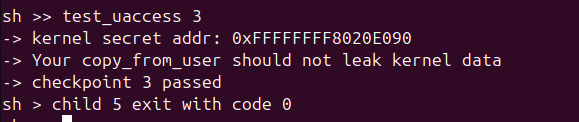 sh >> test_uaccess 3
-> kernel secret addr: 0xFFFFFFFF8020E090
-> Your copy_from_user should not leak kernel data
-> checkpoint 3 passed
sh > child 5 exit with code 0